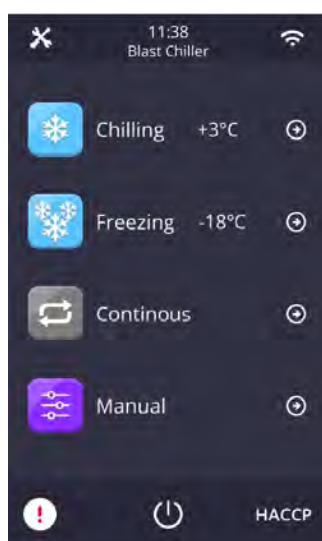 11:38
Blast Chiller
Chilling +3°C
Freezing -18°C
Continous
Manual
HACCP